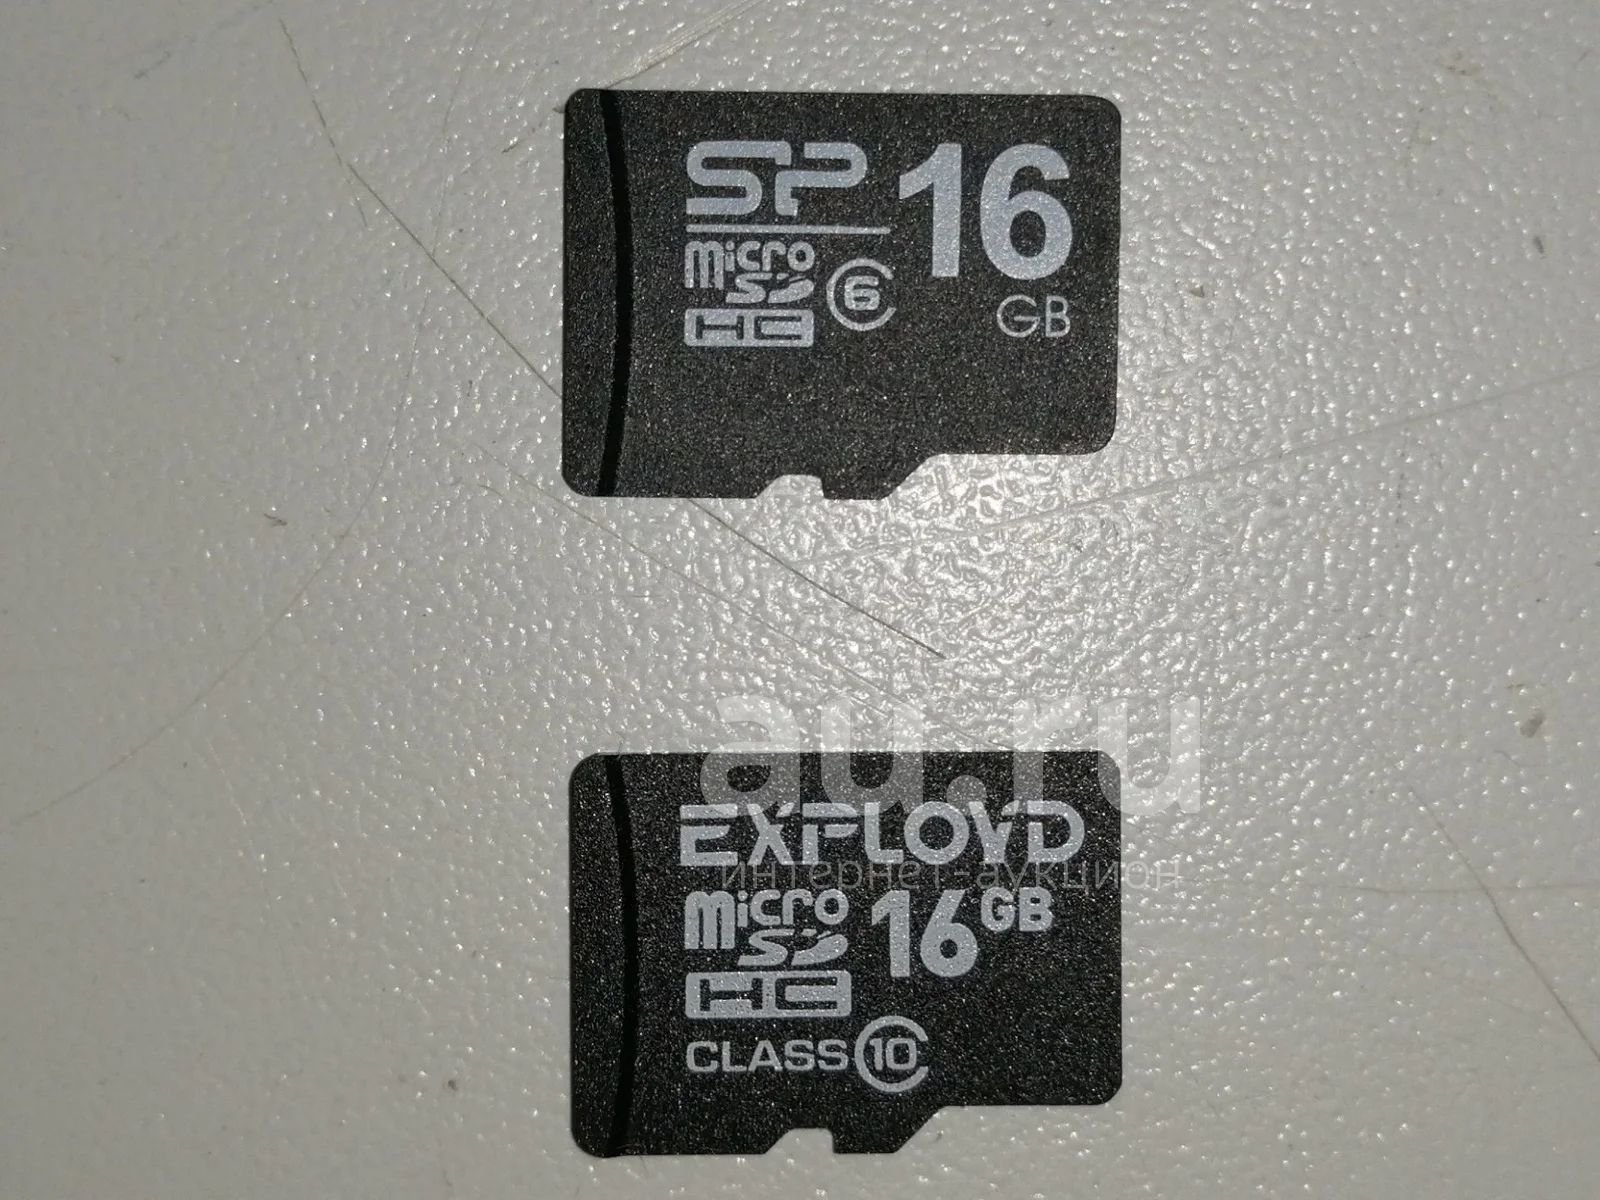 SP 16
micro
SD 6
HC GB
au.ru
EXPLOYD
интернет-аукцион
micro 16 GB
SD
HC
CLASS 10